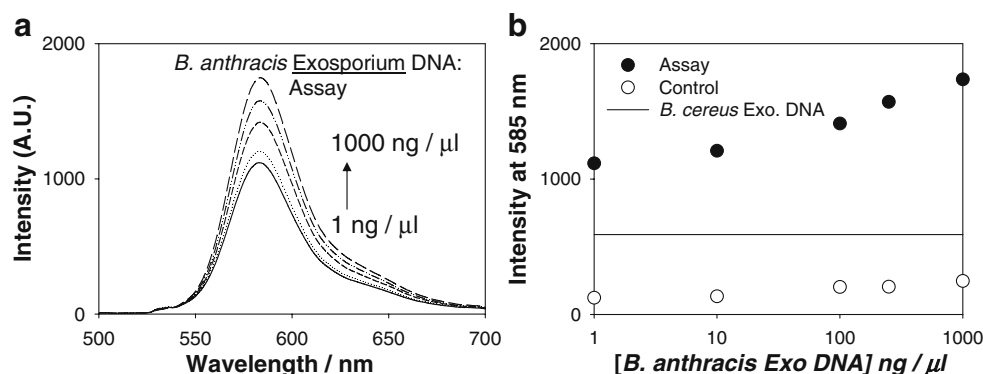 a
2000
1000
0
Intensity (A.U.)
B. anthracis Exosporium DNA:
Assay
1000 ng / μl
1 ng / μl
500
550
600
650
700
Wavelength / nm
b
2000
1000
0
Intensity at 585 nm
Assay
Control
B. cereus Exo. DNA
1
10
100
1000
[B. anthracis Exo DNA] ng / μl